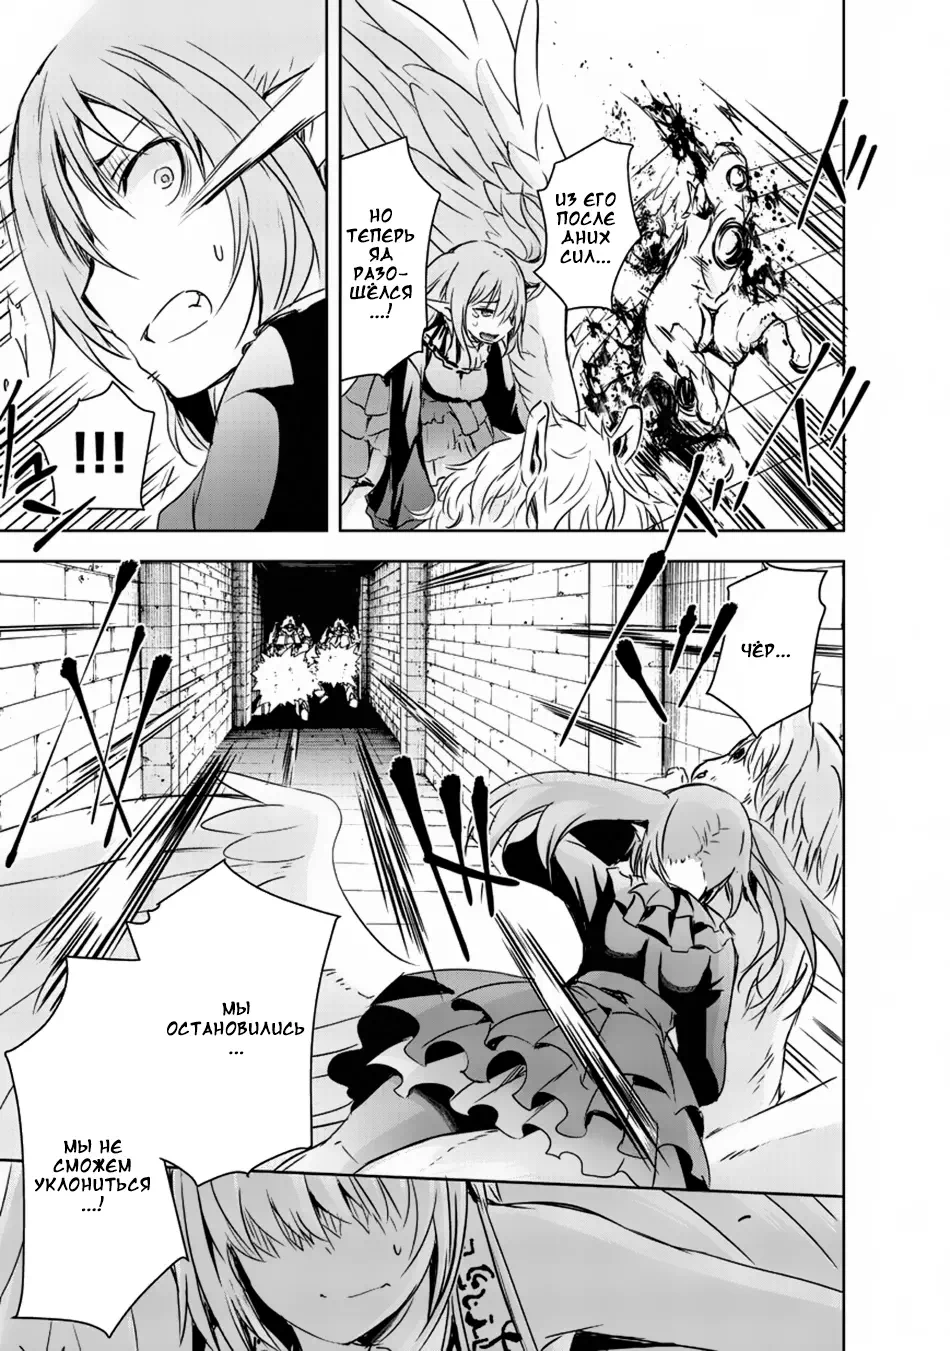 ИЗ ЕГО
ПОСЛЕ
ДНИХ
СИЛ...
НО
ТЕПЕРЬ
ЯД
РАЗО-
ШЁЛСЯ
....!
!!!
ЧЁР...
МЫ
ОСТАНОВИЛИСЬ
...
МЫ НЕ
СМОЖЕМ
УКЛОНИТЬСЯ
....!